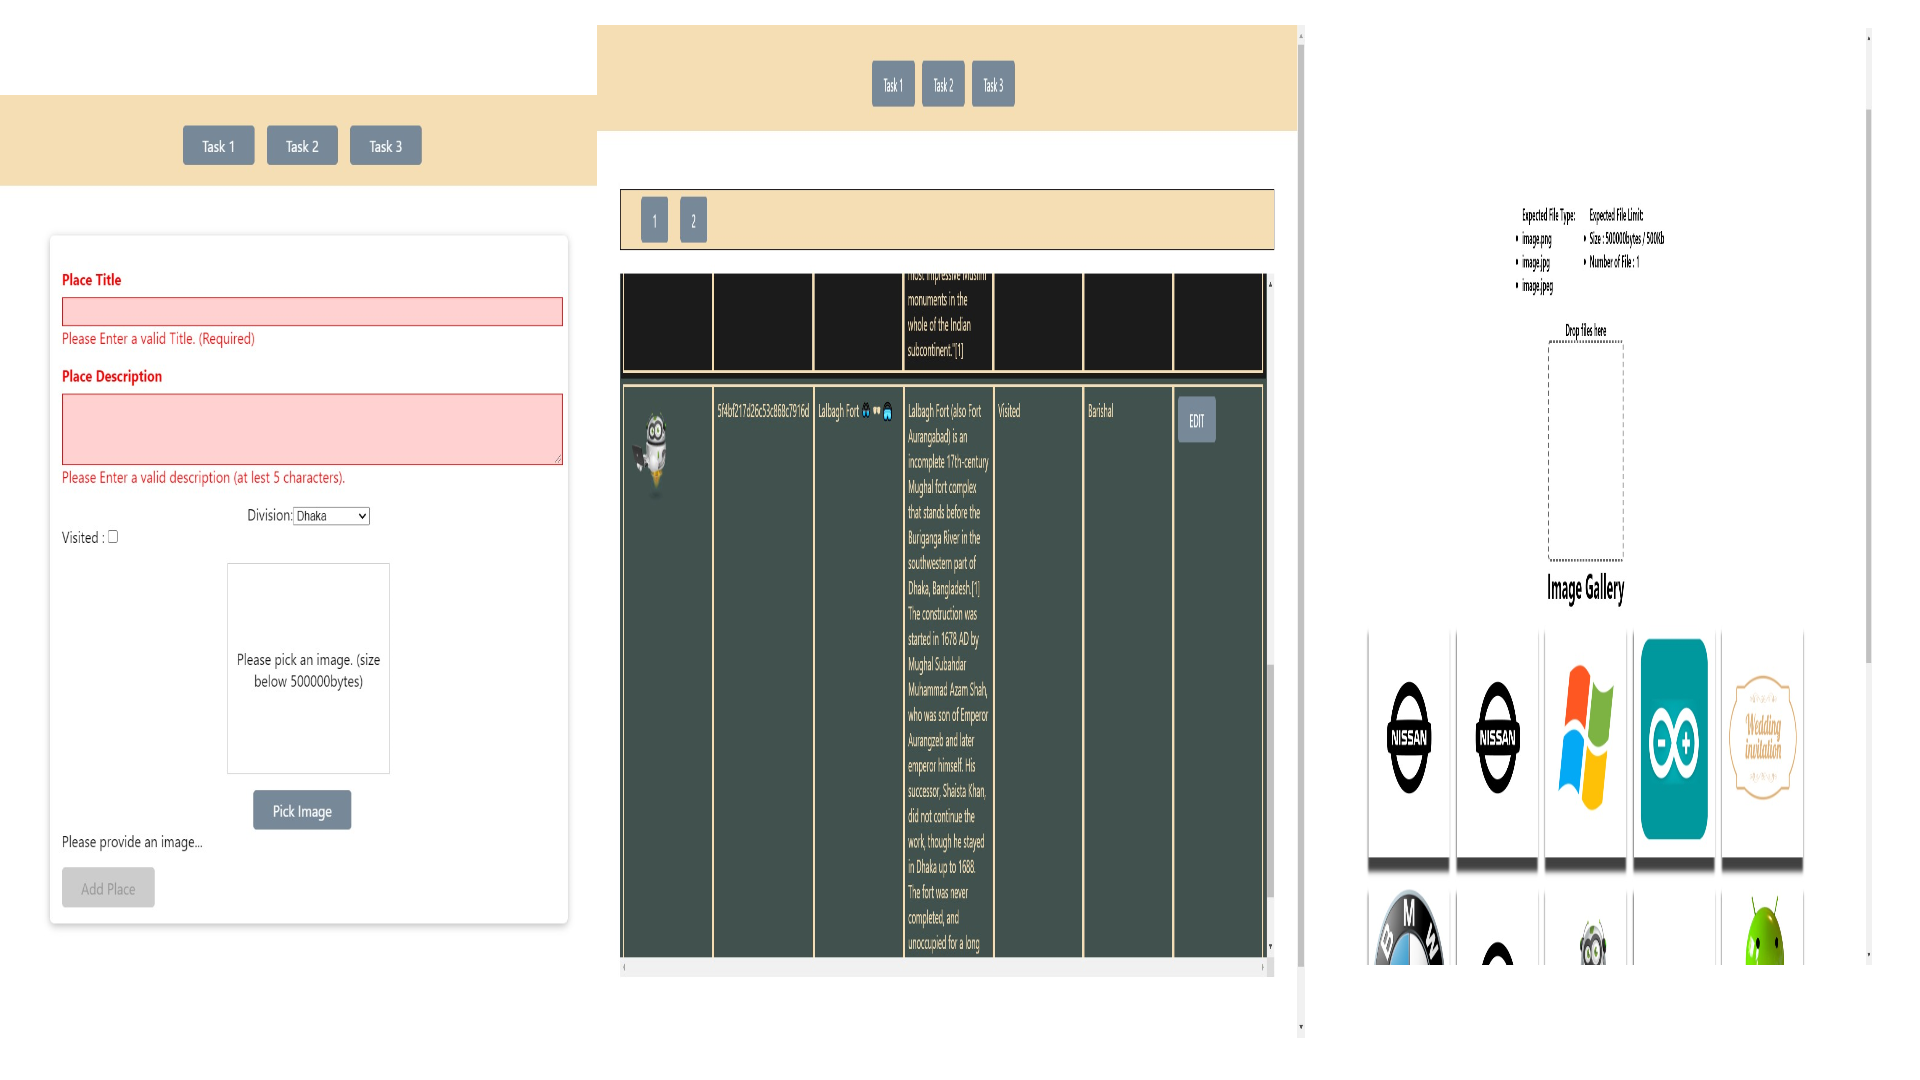 Task 1
Task 2
Task 3
Place Title
Please Enter a valid Title. (Required)
Place Description
Please Enter a valid description (at lest 5 characters).
Division:
Dhaka
Visited :
Please pick an image. (size
below 500000bytes)
Pick Image
Please provide an image...
Add Place
Task 1
Task 2
Task 3
1
2
most impressive Muslim
monuments in the
whole of the Indian
subcontinent."[1]
5f4bf217d26c53c868c7916d
Lalbagh Fort
Lalbagh Fort (also Fort
Aurangabad) is an
incomplete 17th-century
Mughal fort complex
that stands before the
Buriganga River in the
southwestern part of
Dhaka, Bangladesh.[1]
The construction was
started in 1678 AD by
Mughal Subahdar
Muhammad Azam Shah,
who was son of Emperor
Aurangzeb and later
emperor himself. His
successor, Shaista Khan,
did not continue the
work, though he stayed
in Dhaka up to 1688.
The fort was never
completed, and
unoccupied for a long
Visited
Barishal
EDIT
Expected File Type:
image.png
image.jpg
image.jpeg
Expected File Limit:
Size : 500000bytes / 500Kb
Number of File : 1
Drop files here
Image Gallery
NISSAN
NISSAN
Wedding
invitation
BMW